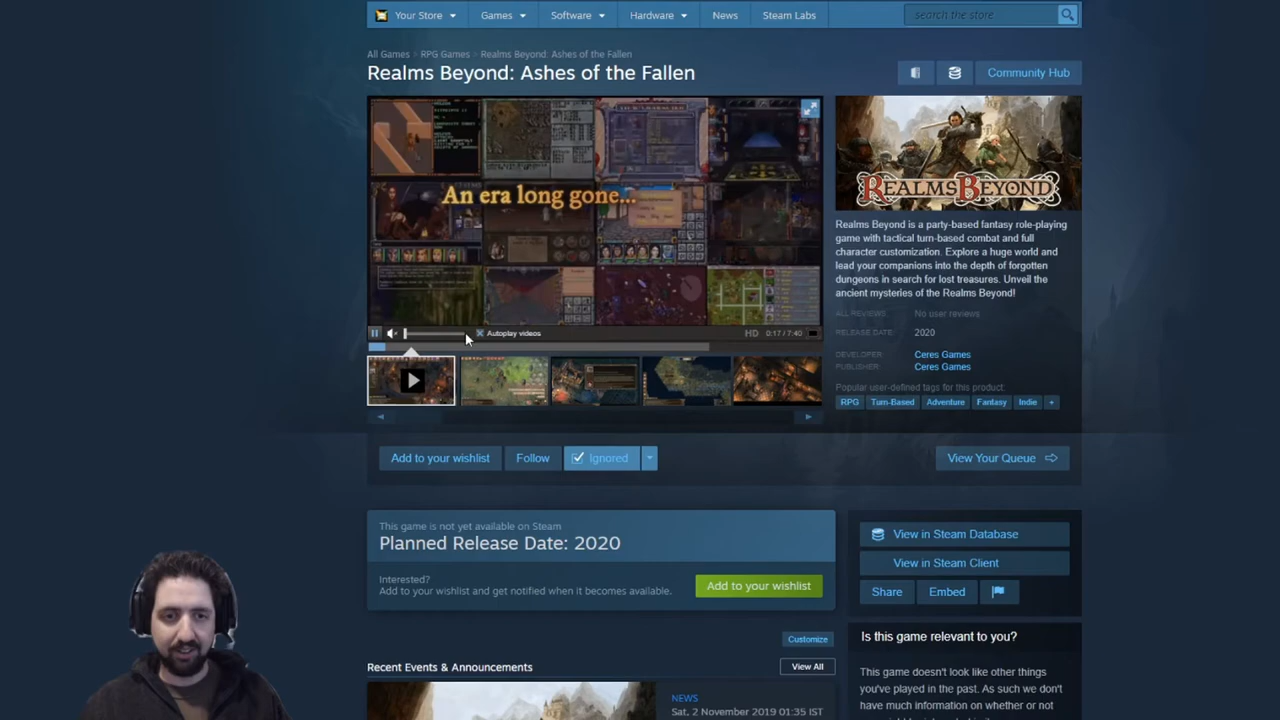 Your Store
Games
Software
Hardware
News
Steam Labs
search the store
All Games > RPG Games > Realms Beyond: Ashes of the Fallen
Realms Beyond: Ashes of the Fallen
Community Hub
An era long gone...
Autoplay videos
HD
0:17 / 7:40
REALMS BEYOND
Realms Beyond is a party-based fantasy role-playing
game with tactical turn-based combat and full
character customization. Explore a huge world and
lead your companions into the depth of forgotten
dungeons in search for lost treasures. Unveil the
ancient mysteries of the Realms Beyond!
ALL REVIEWS: No user reviews
RELEASE DATE: 2020
DEVELOPER: Ceres Games
PUBLISHER: Ceres Games
Popular user-defined tags for this product:
RPG Turn-Based Adventure Fantasy Indie +
Add to your wishlist
Follow
Ignored
View Your Queue
This game is not yet available on Steam
Planned Release Date: 2020
Interested?
Add to your wishlist and get notified when it becomes available.
Add to your wishlist
View in Steam Database
View in Steam Client
Share
Embed
Customize
Recent Events & Announcements
View All
NEWS
Sat, 2 November 2019 01:35 IST
Is this game relevant to you?
This game doesn't look like other things
you've played in the past. As such we don't
have much information on whether or not